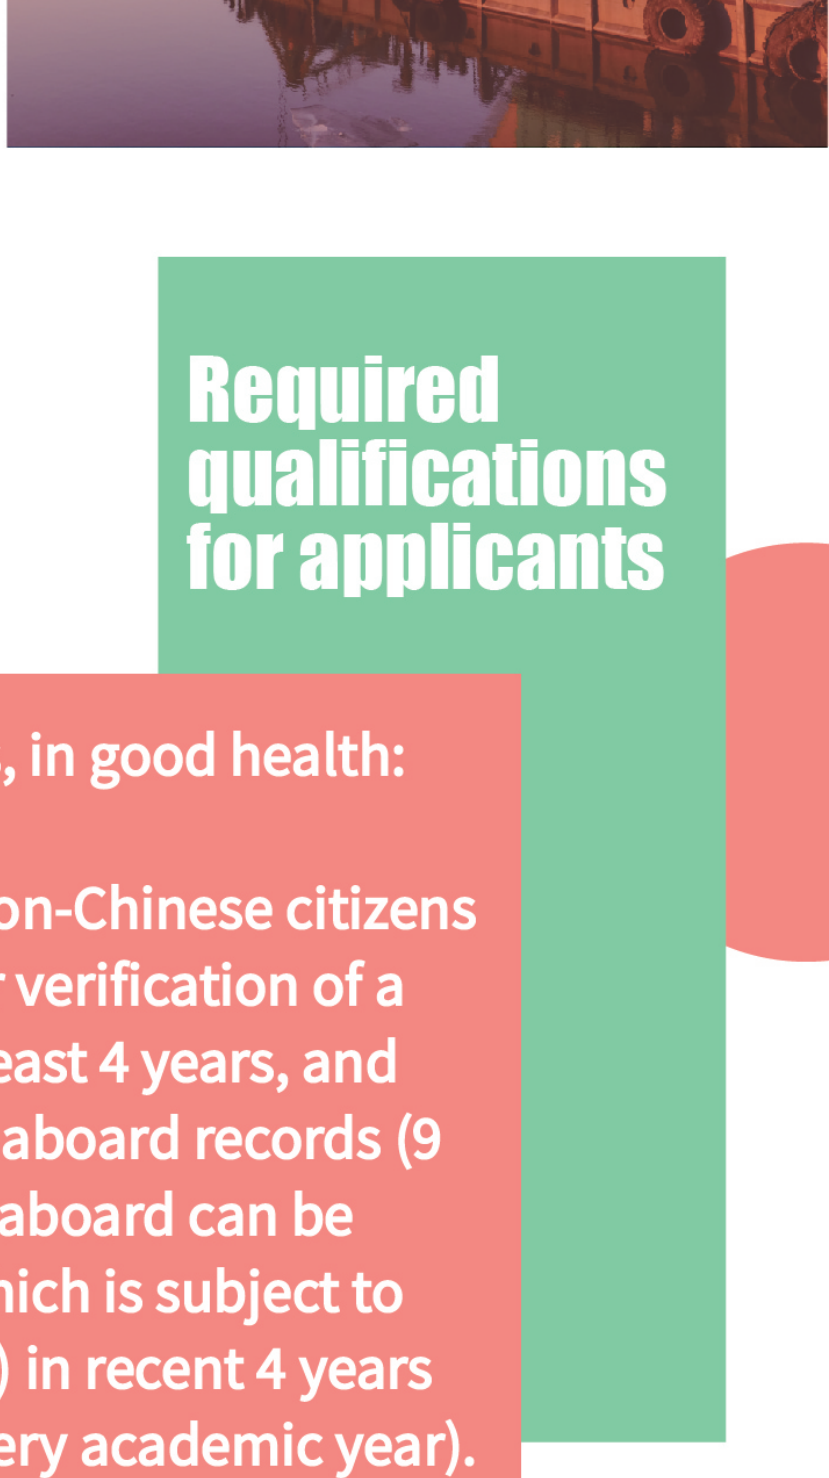 Required
qualifications
for applicants
, in good health:
on-Chinese citizens
verification of a
east 4 years, and
aboard records (9
aboard can be
hich is subject to
) in recent 4 years
ery academic year).